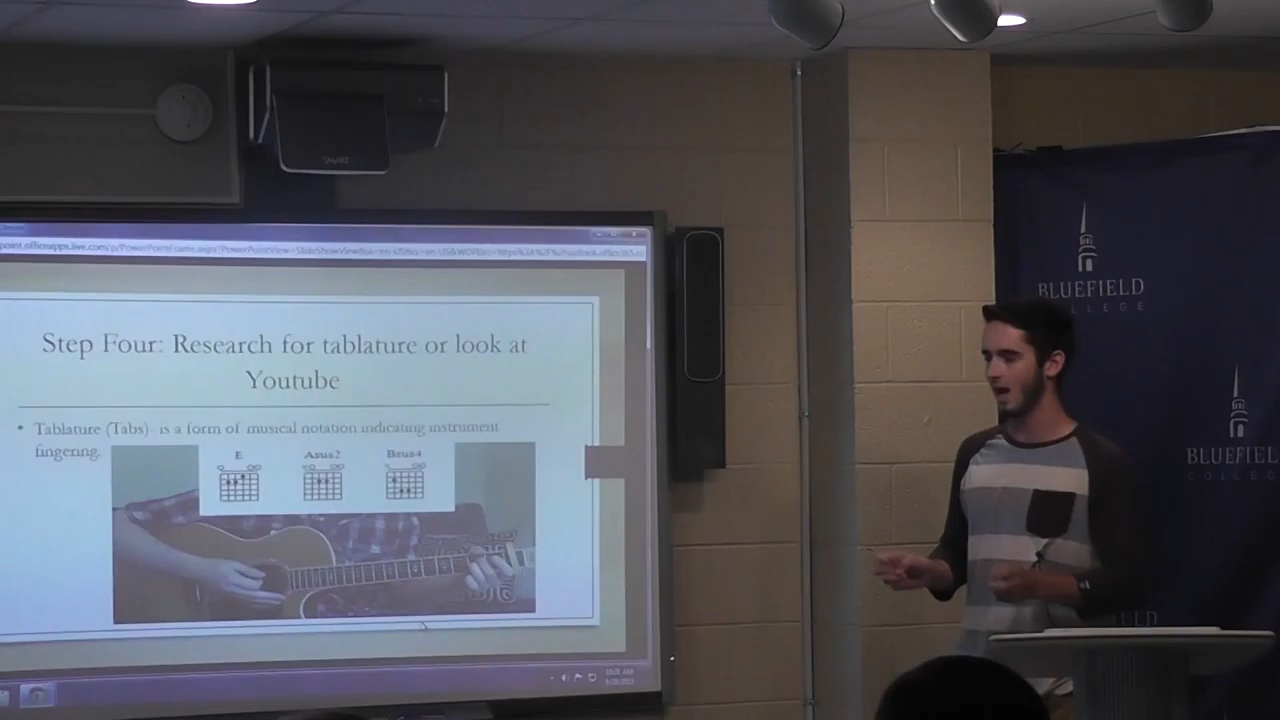 SMART
Step Four: Research for tablature or look at
Youtube
• Tablature (Tabs)- is a form of musical notation indicating instrument
fingering.
E Asus2 Bsus4
BLUEFIELD
COLLEGE
BLUEFIELD